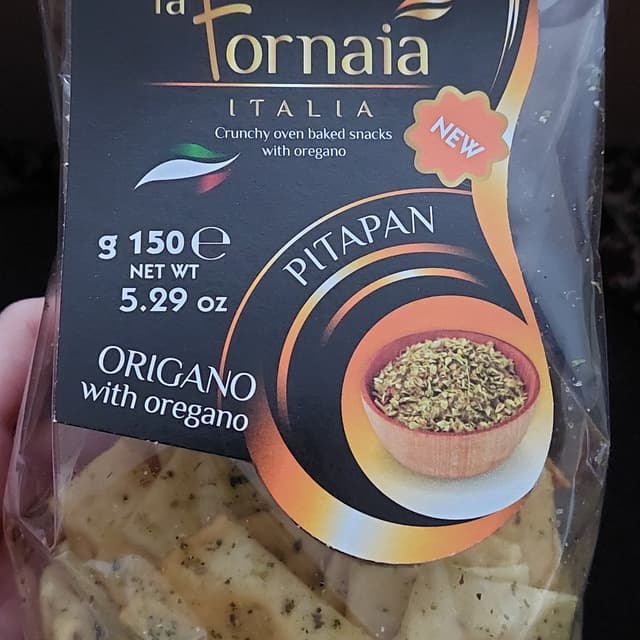 la
Fornaia
ITALIA
Crunchy oven baked snacks
with oregano
NEW
PITAPAN
g 150 e
NET WT
5.29 oz
ORIGANO
with oregano